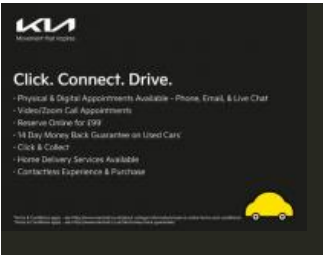 KIA
Movement that inspires
Click. Connect. Drive.
- Physical & Digital Appointments Available - Phone, Email, & Live Chat
- Video/Zoom Call Appointments
- Reserve Online for £99
- 14 Day Money Back Guarantee on Used Cars
- Click & Collect
- Home Delivery Services Available
- Contactless Experience & Purchase